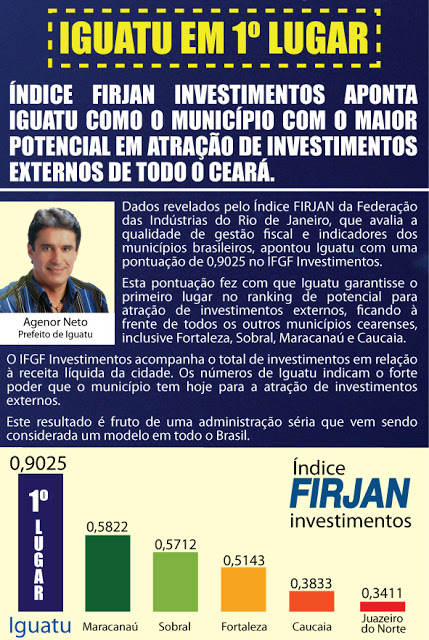 IGUATU EM 1º LUGAR
ÍNDICE FIRJAN INVESTIMENTOS APONTA
IGUATU COMO O MUNICÍPIO COM O MAIOR
POTENCIAL EM ATRAÇÃO DE INVESTIMENTOS
EXTERNOS DE TODO O CEARÁ.
Dados revelados pelo Índice FIRJAN da Federação
das Indústrias do Rio de Janeiro, que avalia a
qualidade de gestão fiscal e indicadores dos
municípios brasileiros, apontou Iguatu com uma
pontuação de 0,9025 no IFGF Investimentos.
Esta pontuação fez com que Iguatu garantisse o
primeiro lugar no ranking de potencial para
atração de investimentos externos, ficando à
frente de todos os outros municípios cearenses,
inclusive Fortaleza, Sobral, Maracanaú e Caucaia.
Agenor Neto
Prefeito de Iguatu
O IFGF Investimentos acompanha o total de investimentos em relação
à receita líquida da cidade. Os números de Iguatu indicam o forte
poder que o município tem hoje para a atração de investimentos
externos.
Este resultado é fruto de uma administração séria que vem sendo
considerada um modelo em todo o Brasil.
Índice
FIRJAN
investimentos
0,9025
1º LUGAR
Iguatu
0,5822
Maracanaú
0,5712
Sobral
0,5143
Fortaleza
0,3833
Caucaia
0,3411
Juazeiro
do Norte